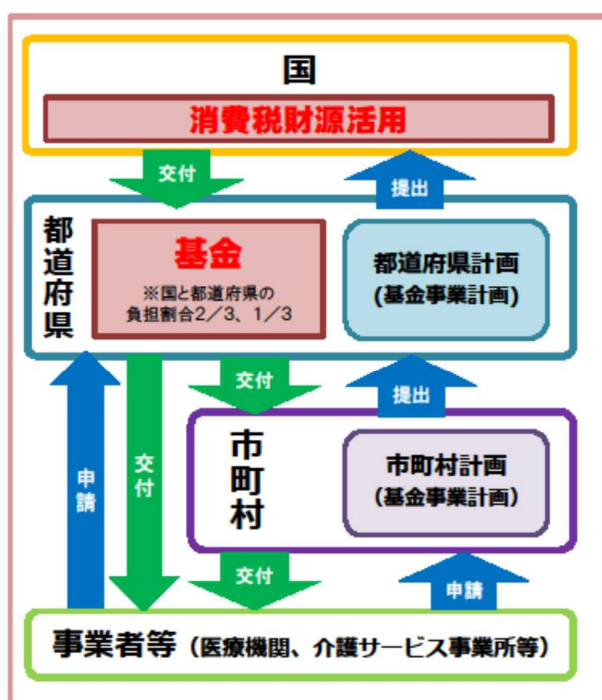 国
消費税財源活用
交付
提出
都道府県
基金
※国と都道府県の
負担割合2／3、1／3
都道府県計画
(基金事業計画)
申請
交付
交付
提出
市町村
市町村計画
（基金事業計画）
交付
申請
事業者等（医療機関、介護サービス事業所等）